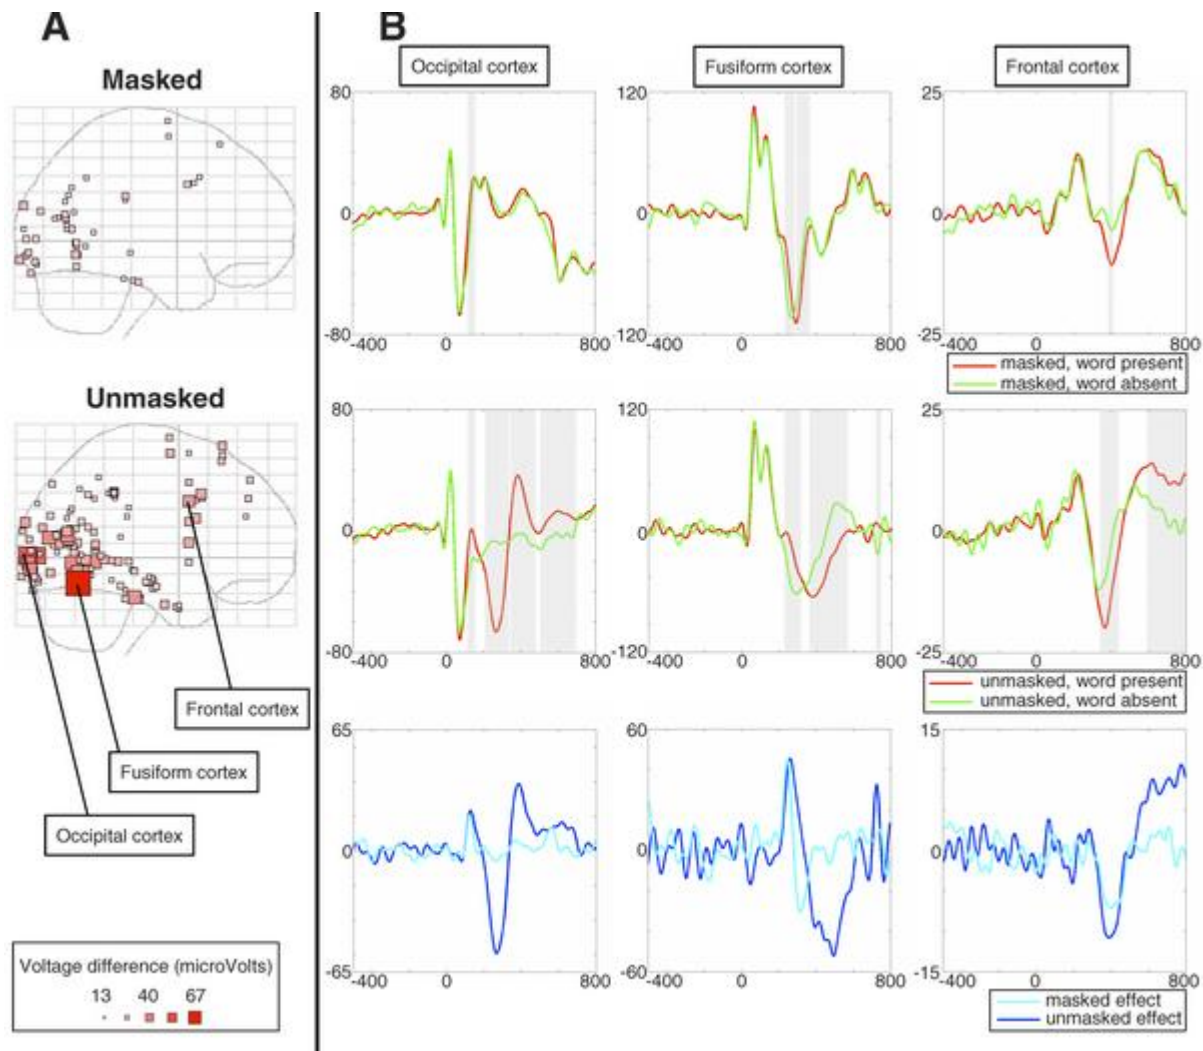 A
B
Masked
Occipital cortex
Fusiform cortex
Frontal cortex
80
0
-80
-400 0 800
120
0
-120
-400 0 800
25
0
-25
-400 0 800
masked, word present
masked, word absent
Unmasked
80
0
-80
-400 0 800
120
0
-120
-400 0 800
25
0
-25
-400 0 800
unmasked, word present
unmasked, word absent
Frontal cortex
Fusiform cortex
Occipital cortex
65
0
-65
-400 0 800
60
0
-60
-400 0 800
15
0
-15
-400 0 800
masked effect
unmasked effect
Voltage difference (microVolts)
13 40 67